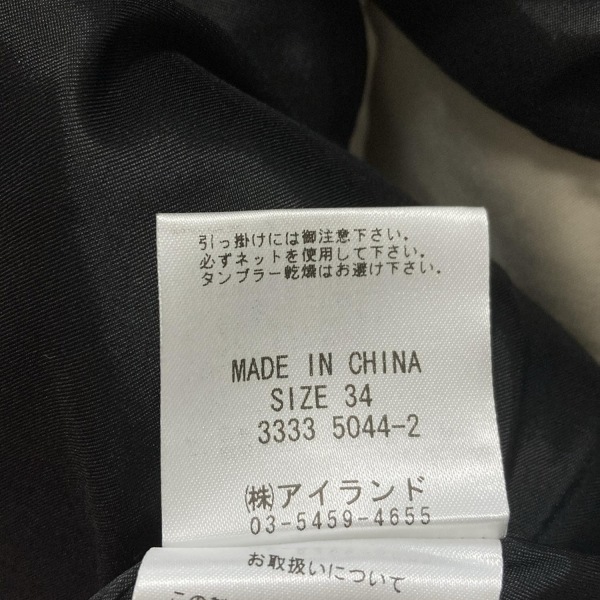 引っ掛けには御注意下さい。
必ずネットを使用して下さい。
タンブラー乾燥はお避け下さい。
MADE IN CHINA
SIZE 34
3333 5044-2
㈱アイランド
03-5459-4655
お取扱いについて